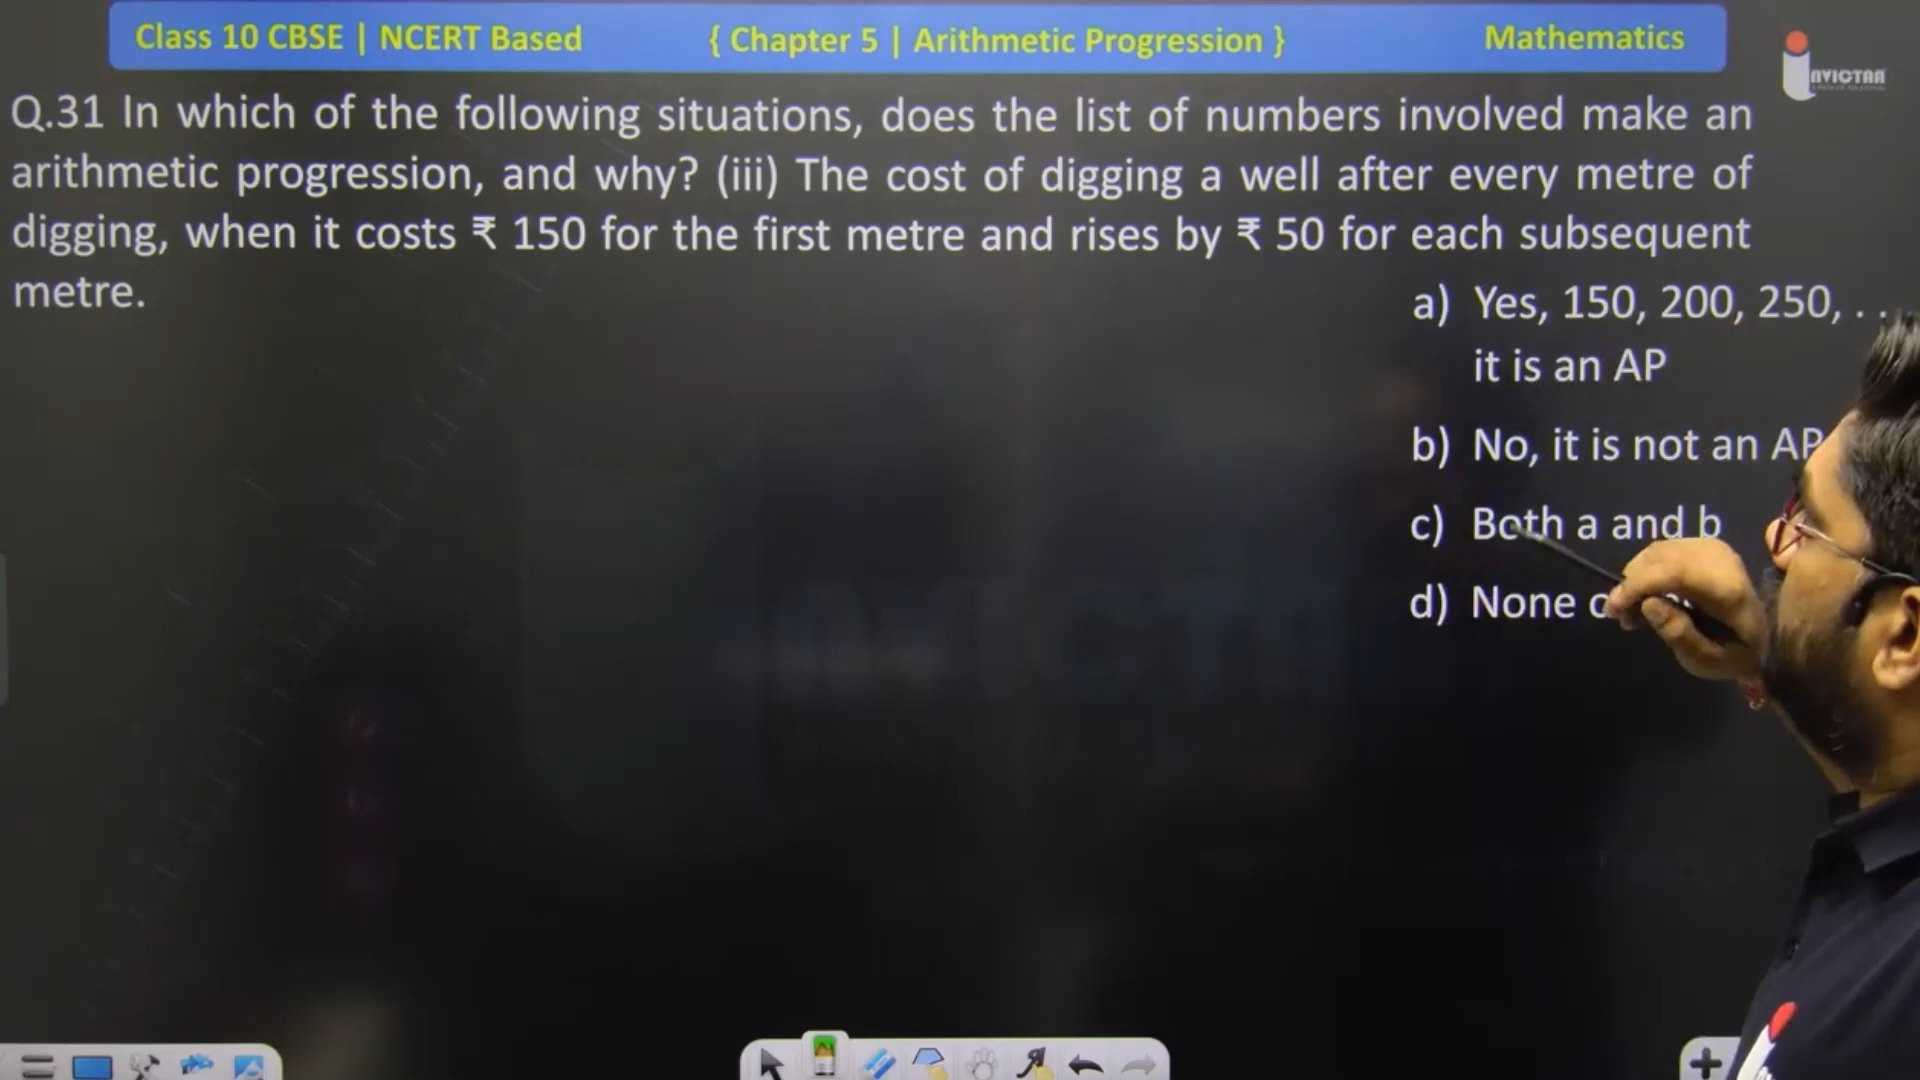 Class 10 CBSE | NCERT Based { Chapter 5 | Arithmetic Progression } Mathematics
INVICTAN
Q.31 In which of the following situations, does the list of numbers involved make an
arithmetic progression, and why? (iii) The cost of digging a well after every metre of
digging, when it costs ₹ 150 for the first metre and rises by ₹ 50 for each subsequent
metre.
a) Yes, 150, 200, 250, . .
it is an AP
b) No, it is not an AP
c) Both a and b
d) None